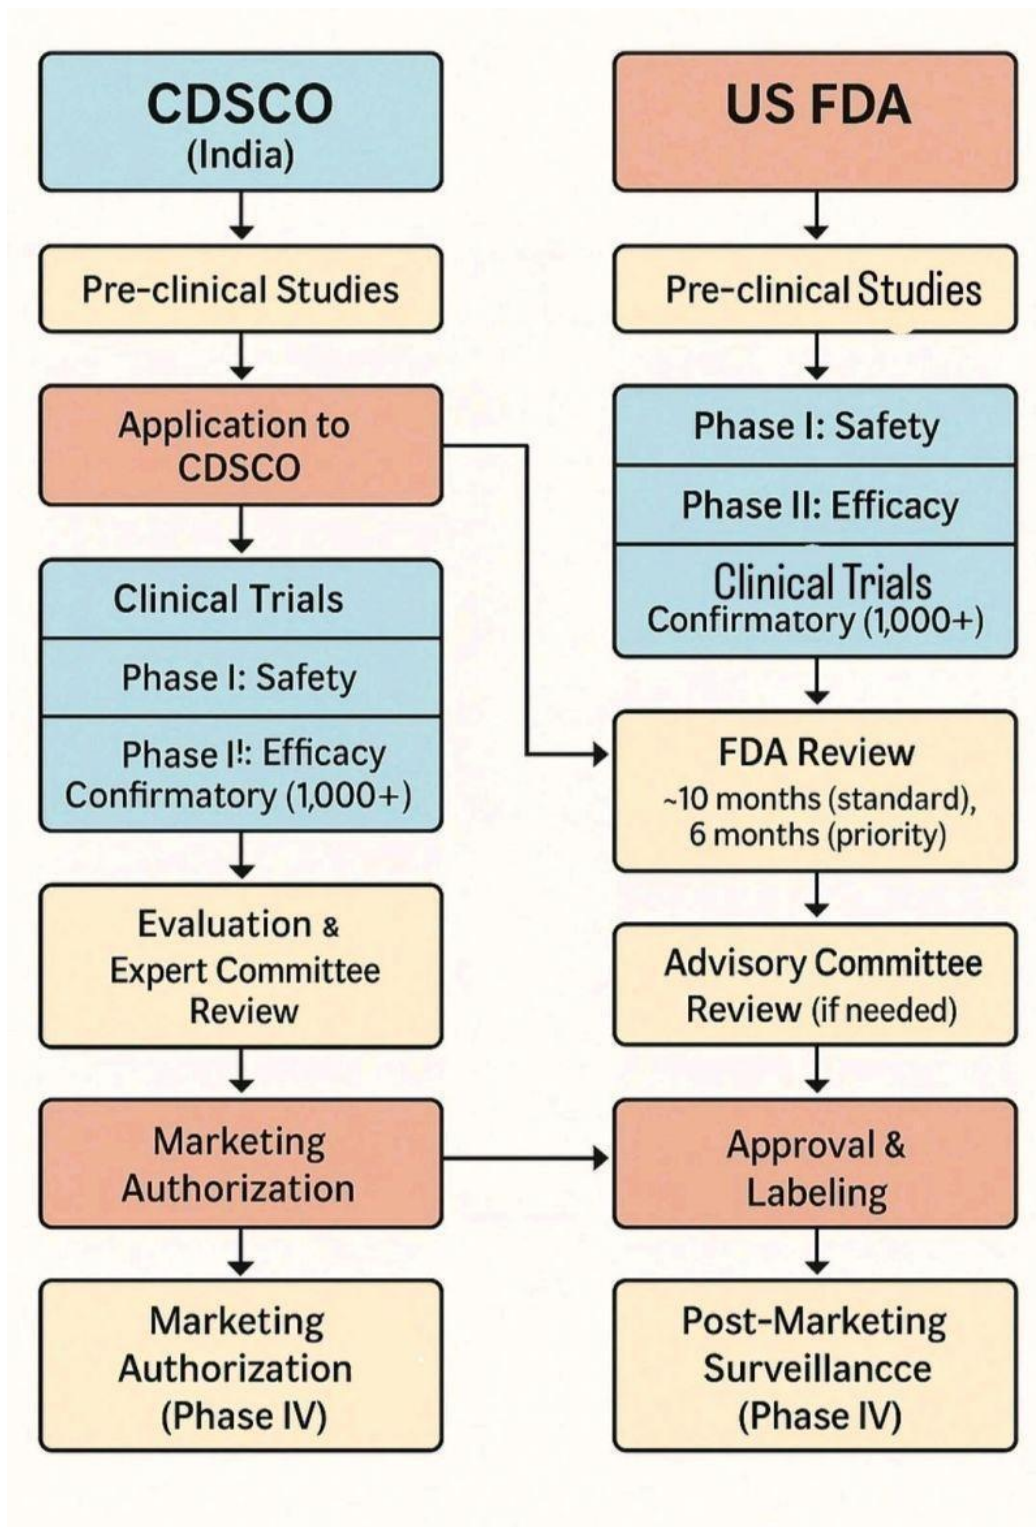 CDSCO
(India)
Pre-clinical Studies
Application to
CDSCO
Clinical Trials
Phase I: Safety
Phase I!: Efficacy
Confirmatory (1,000+)
Evaluation &
Expert Committee
Review
Marketing
Authorization
Marketing
Authorization
(Phase IV)
US FDA
Pre-clinical Studies
Phase I: Safety
Phase II: Efficacy
Clinical Trials
Confirmatory (1,000+)
FDA Review
~10 months (standard),
6 months (priority)
Advisory Committee
Review (if needed)
Approval &
Labeling
Post-Marketing
Surveillancce
(Phase IV)